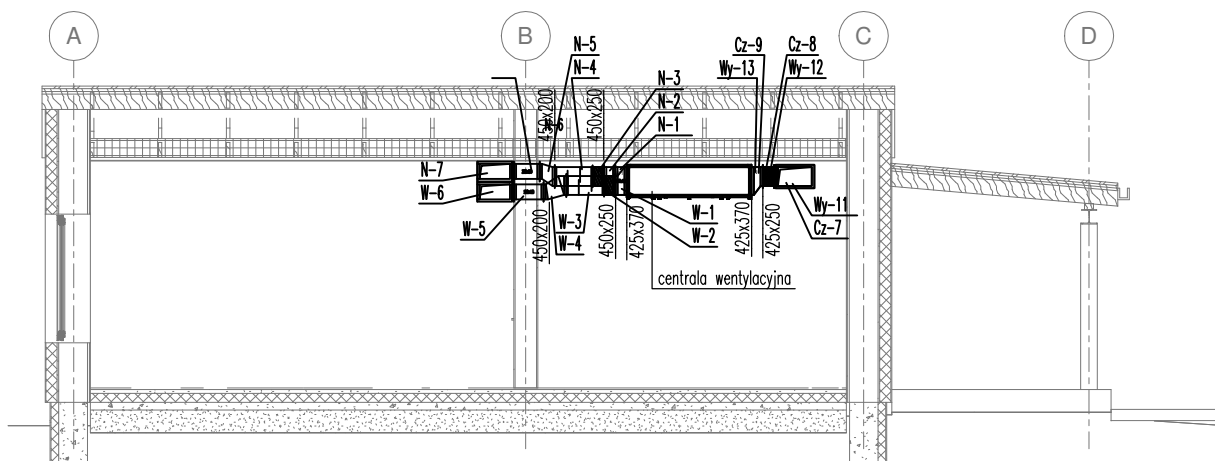 A
B
C
D
N-5
N-4
N-3
N-2
N-1
Cz-9
Cz-8
Wy-13
Wy-12
450x200
450x250
N-7
W-6
W-5
W-3
W-4
W-1
W-2
450x200
450x250
425x370
425x370
425x250
Wy-11
Cz-7
centrala wentylacyjna